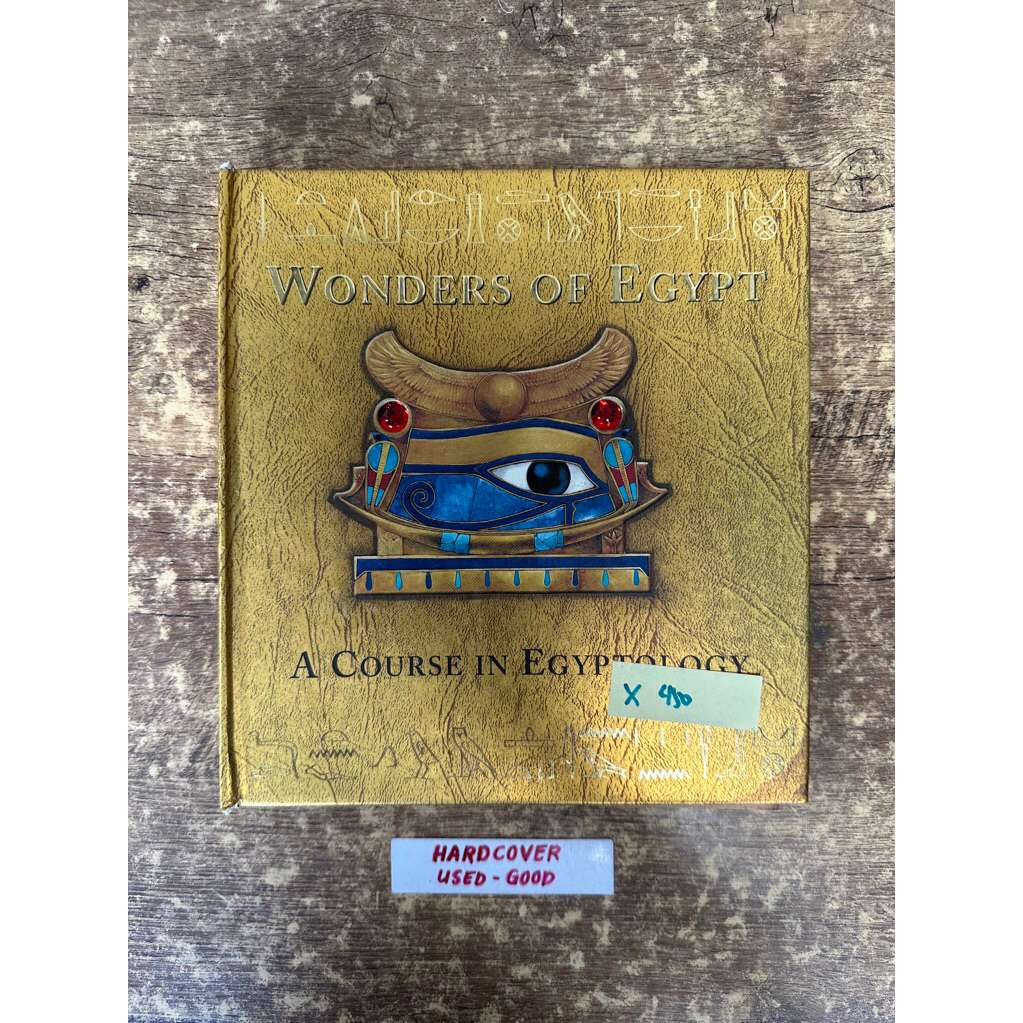 WONDERS OF EGYPT
A COURSE IN EGYPTOLOGY
X 450
HARDCOVER
USED - GOOD